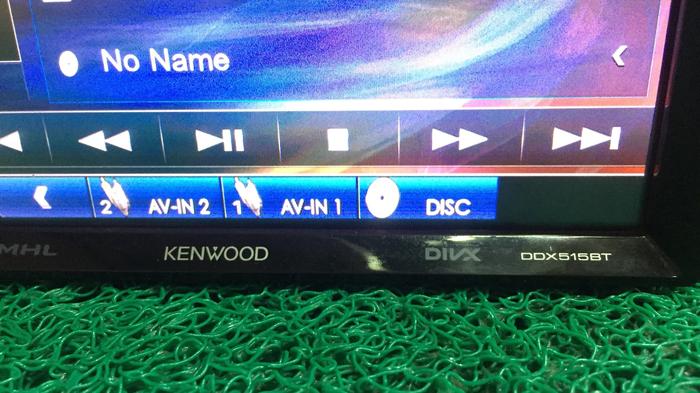 No Name
2 AV-IN 2 1 AV-IN 1 DISC
MHL KENWOOD DIVX DDX515BT